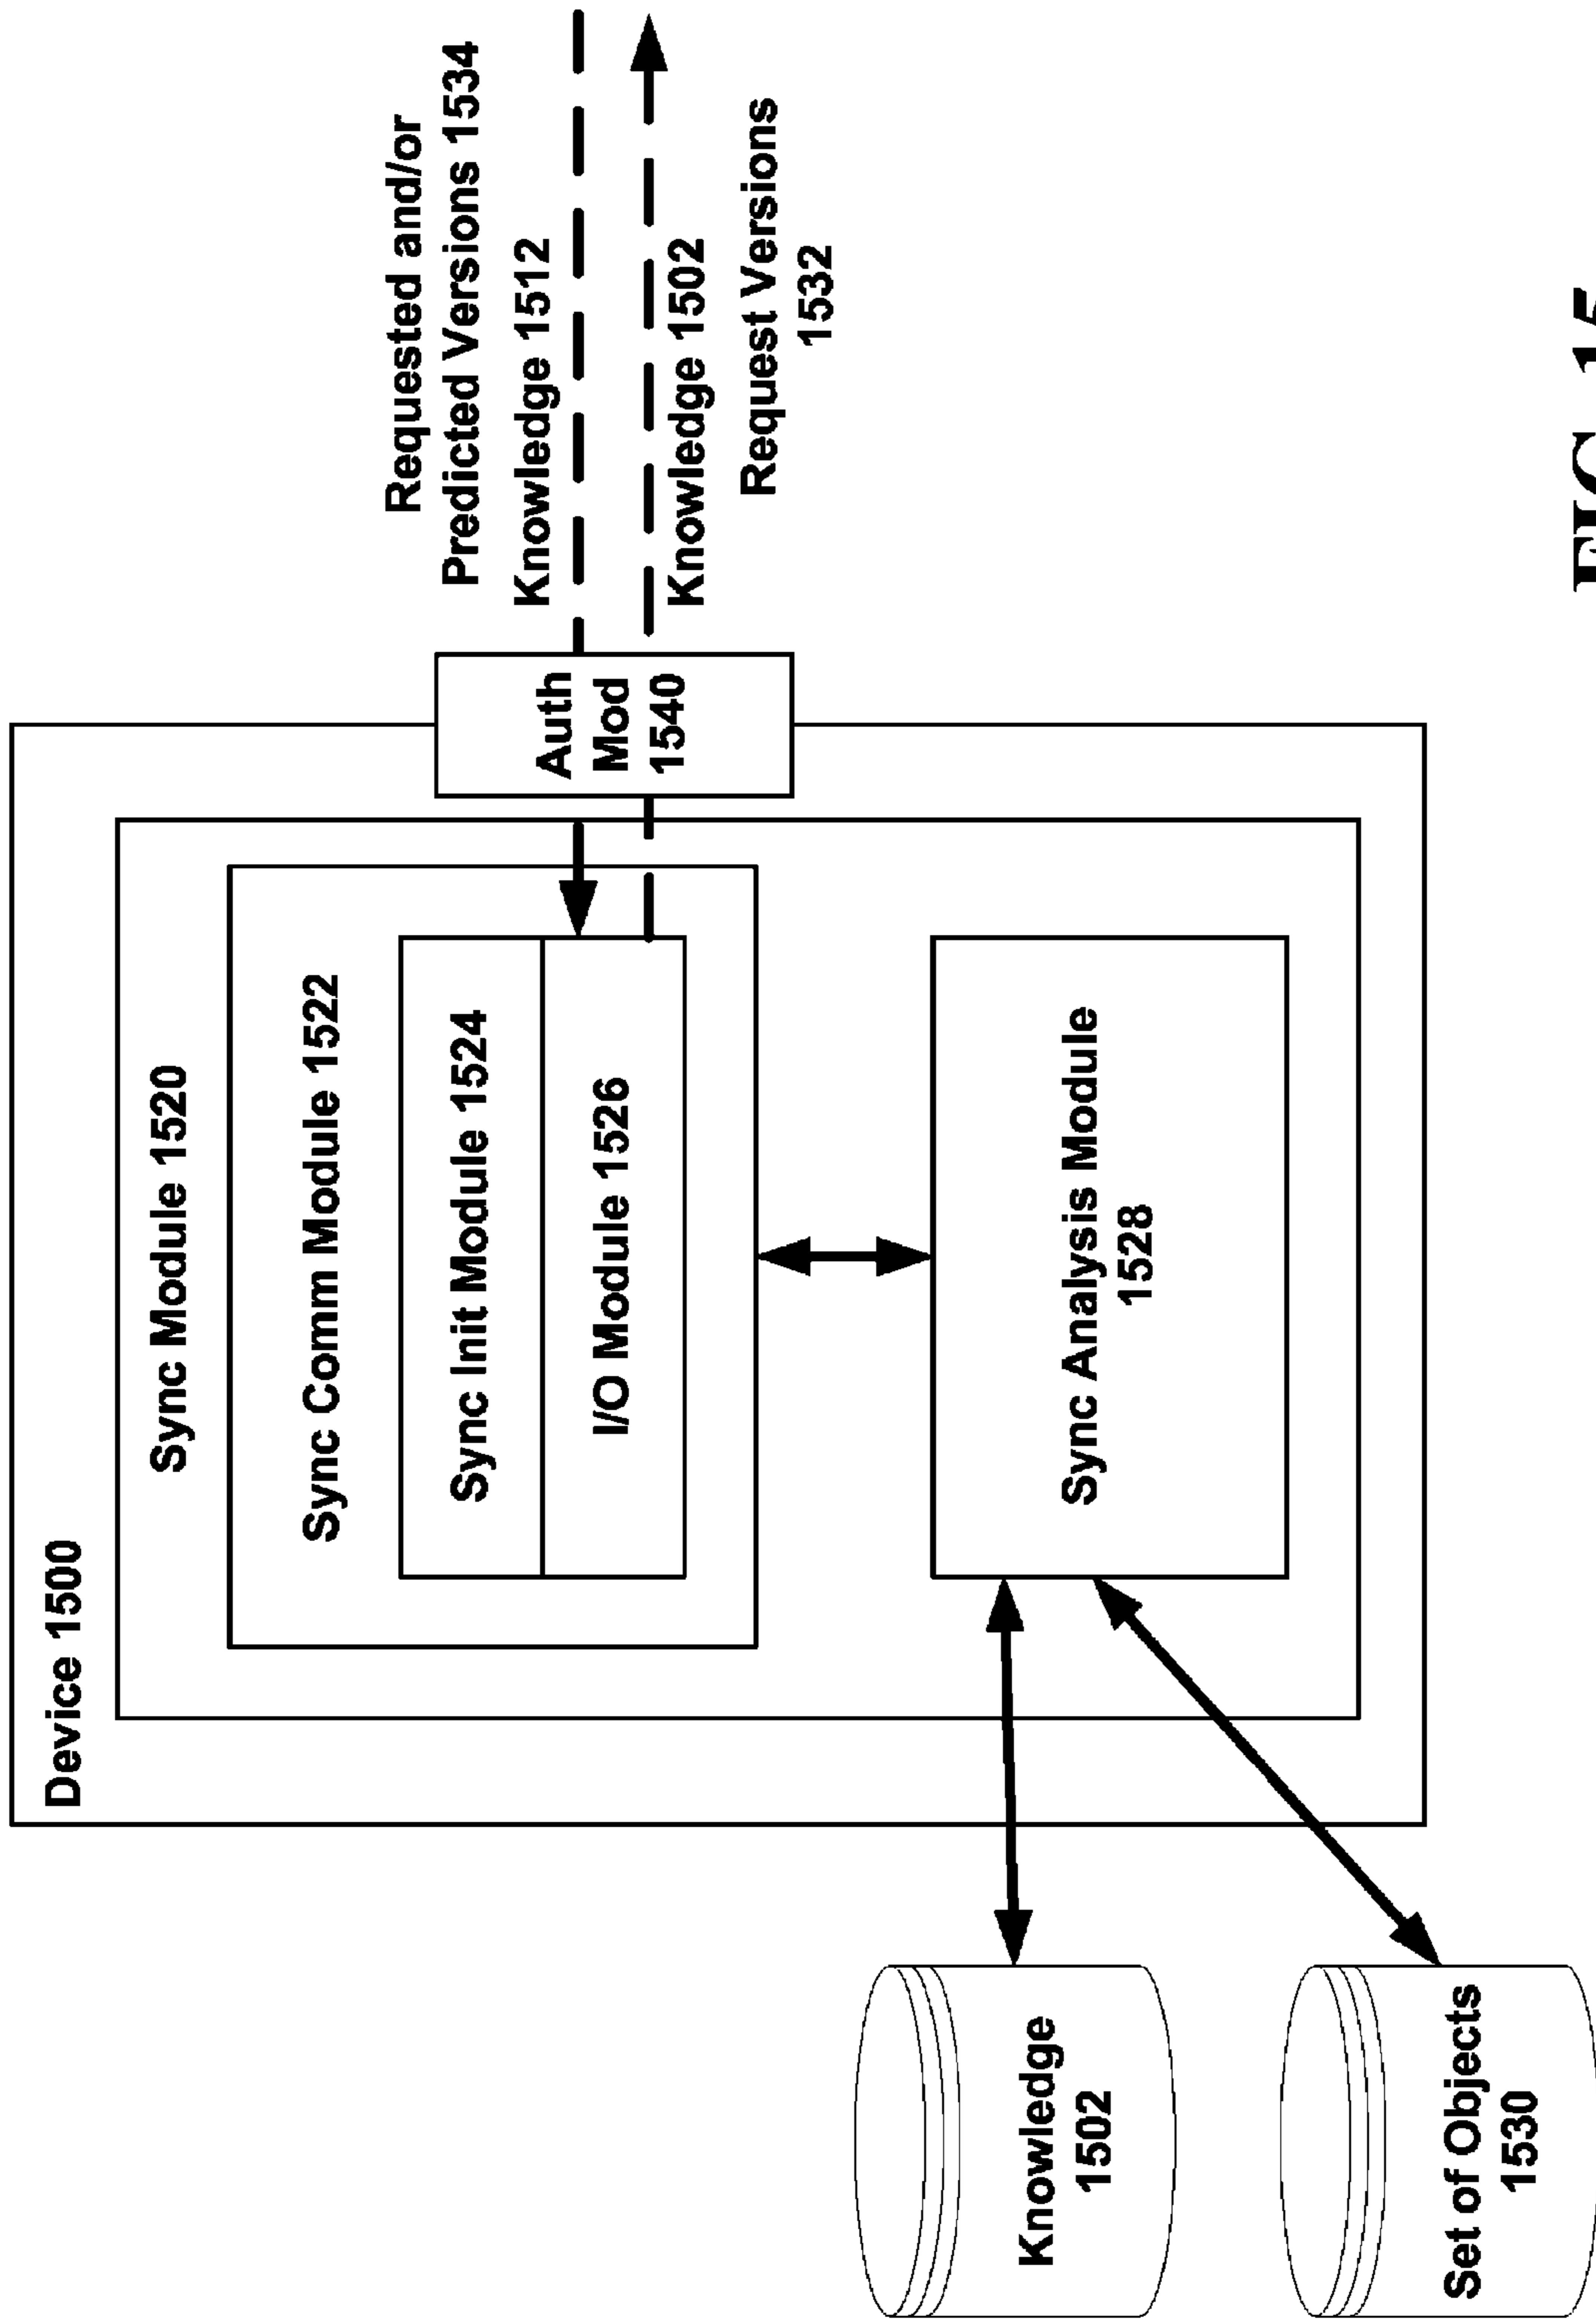 Device 1500
Sync Module 1520
Sync Comm Module 1522
Sync Init Module 1524
I/O Module 1526
Sync Analysis Module
1528
Auth
Mod
1540
Requested and/or
Predicted Versions 1534
Knowledge 1512
Knowledge 1502
Request Versions
1532
Knowledge
1502
Set of Objects
1530
FIG. 15